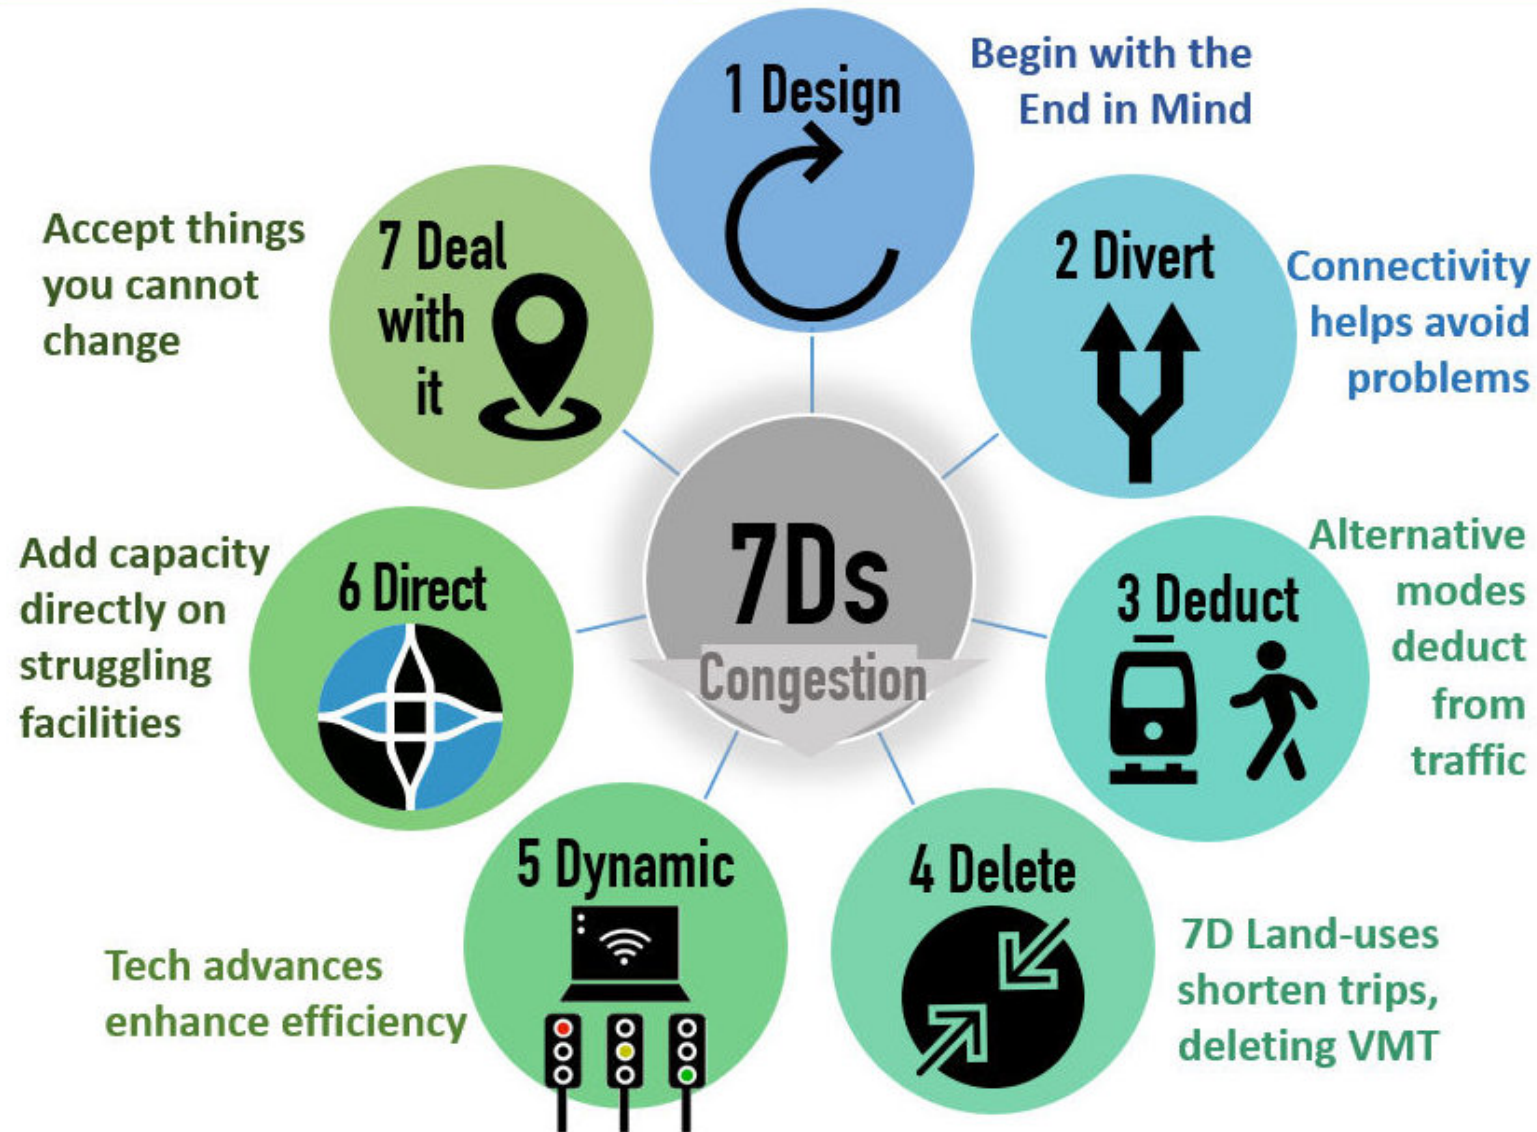 1 Design
Begin with the
End in Mind
2 Divert
Connectivity
helps avoid
problems
3 Deduct
Alternative
modes
deduct
from
traffic
4 Delete
7D Land-uses
shorten trips,
deleting VMT
5 Dynamic
Tech advances
enhance efficiency
6 Direct
Add capacity
directly on
struggling
facilities
7 Deal
with
it
Accept things
you cannot
change
7Ds
Congestion